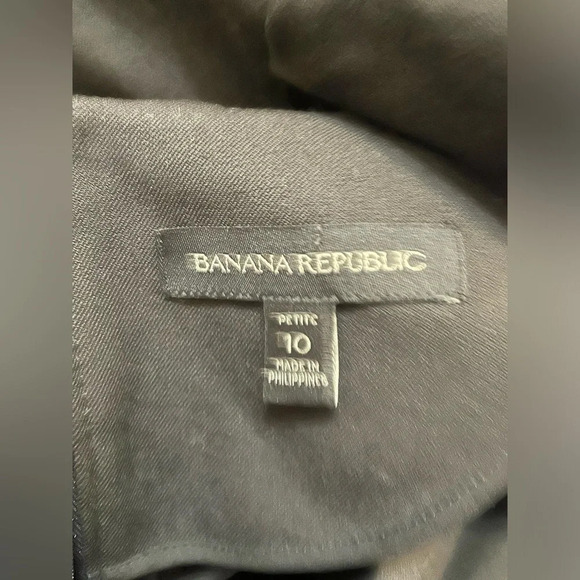 BANANA REPUBLIC
PETITE
10
MADE IN
PHILIPPINES